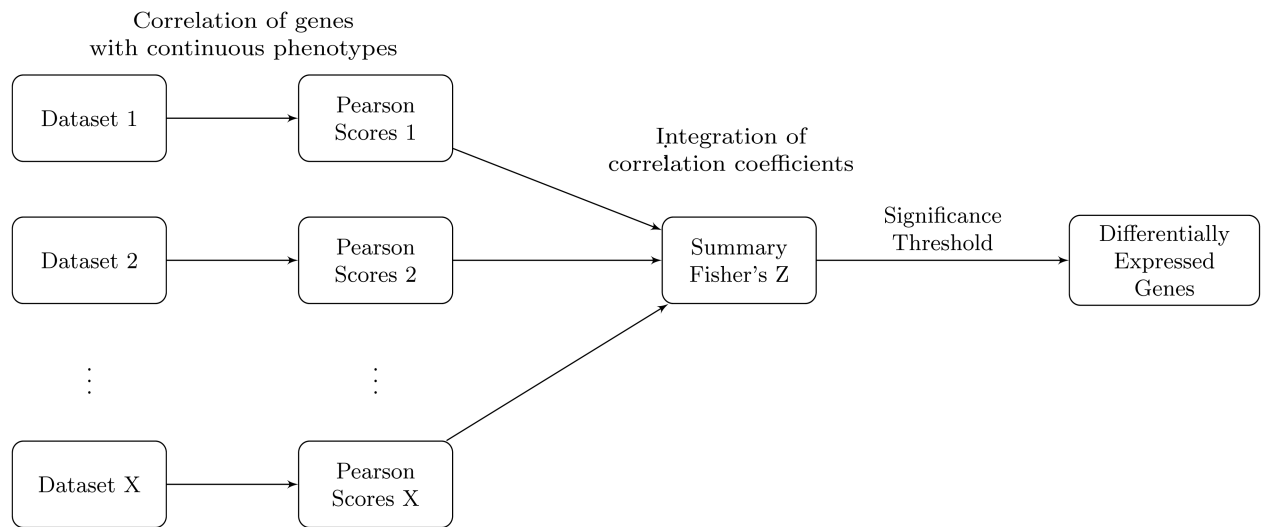 Correlation of genes
with continuous phenotypes
Dataset 1
Pearson
Scores 1
Integration of
correlation coefficients
Dataset 2
Pearson
Scores 2
Summary
Fisher's Z
Significance
Threshold
Differentially
Expressed
Genes
Dataset X
Pearson
Scores X